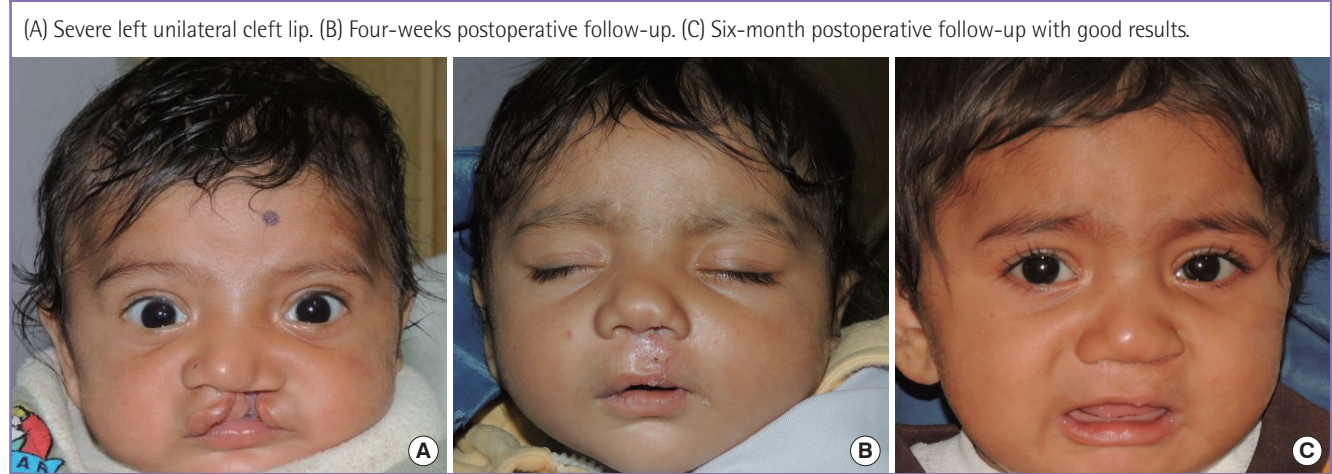 (A) Severe left unilateral cleft lip. (B) Four-weeks postoperative follow-up. (C) Six-month postoperative follow-up with good results.
A A
A
B
C